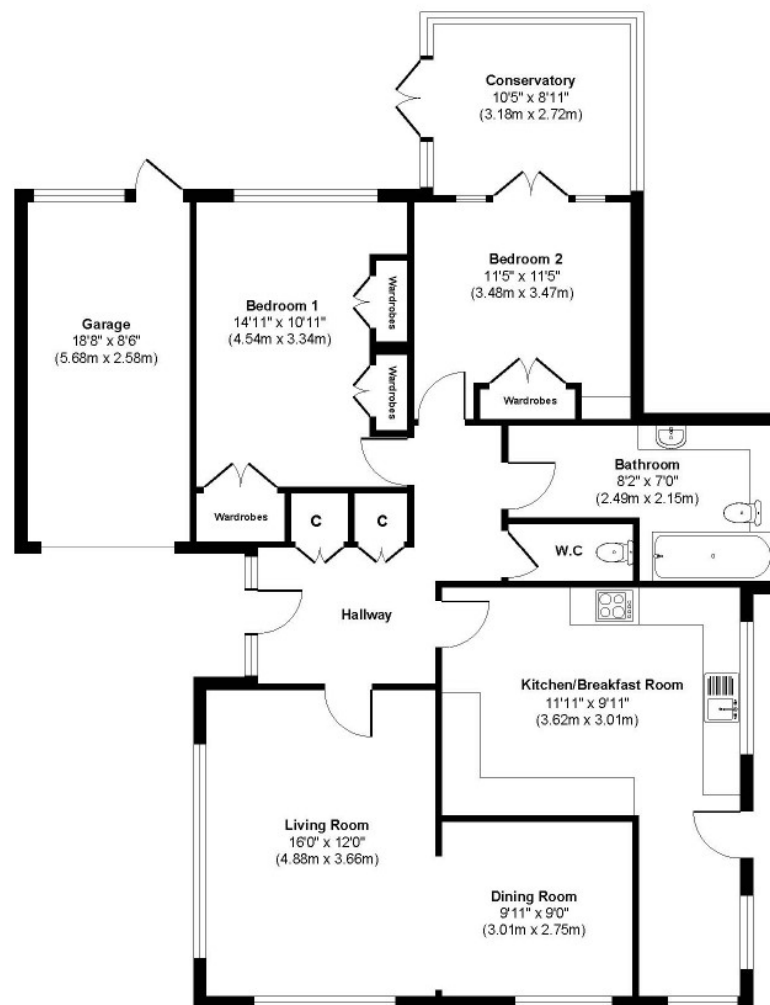 Conservatory
10'5" x 8'11"
(3.18m x 2.72m)
Garage
18'8" x 8'6"
(5.68m x 2.58m)
Bedroom 1
14'11" x 10'11"
(4.54m x 3.34m)
Wardrobes
Wardrobes
Bedroom 2
11'5" x 11'5"
(3.48m x 3.47m)
Wardrobes
Wardrobes
C
C
Bathroom
8'2" x 7'0"
(2.49m x 2.15m)
W.C
Hallway
Kitchen/Breakfast Room
11'11" x 9'11"
(3.62m x 3.01m)
Living Room
16'0" x 12'0"
(4.88m x 3.66m)
Dining Room
9'11" x 9'0"
(3.01m x 2.75m)